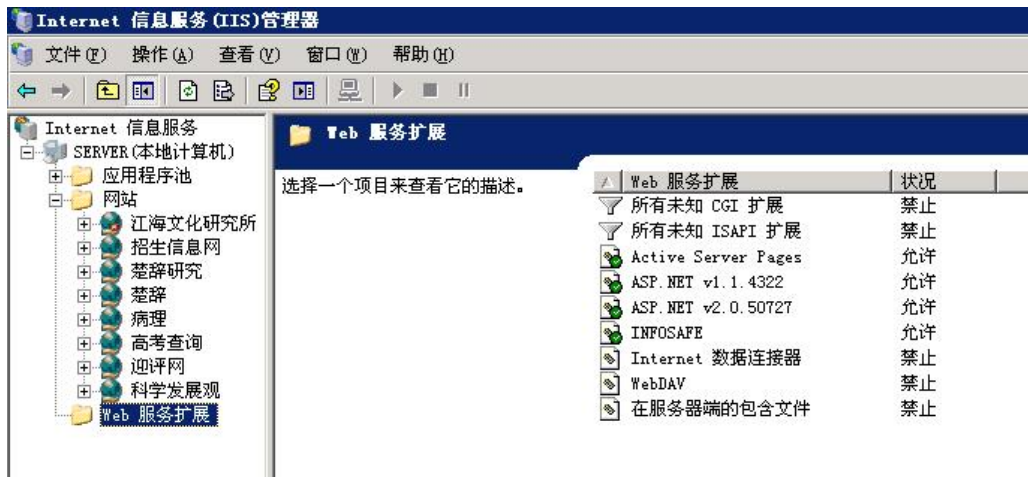 Internet 信息服务(IIS)管理器
文件(F) 操作(A) 查看(V) 窗口(W) 帮助(H)
Internet 信息服务
SERVER(本地计算机)
应用程序池
网站
江海文化研究所
招生信息网
楚辞研究
楚辞
病理
高考查询
迎评网
科学发展观
Web 服务扩展
Web 服务扩展
选择一个项目来查看它的描述。
Web 服务扩展 状况
所有未知 CGI 扩展 禁止
所有未知 ISAPI 扩展 禁止
Active Server Pages 允许
ASP.NET v1.1.4322 允许
ASP.NET v2.0.50727 允许
INFOSAFE 允许
Internet 数据连接器 禁止
WebDAV 禁止
在服务器端的包含文件 禁止